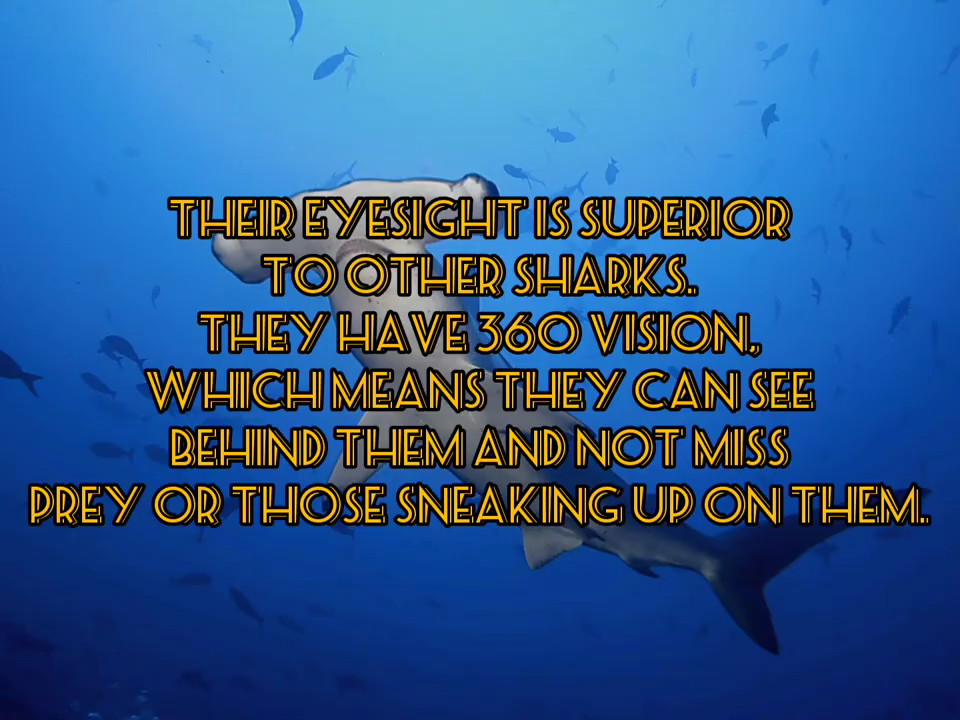 THEIR EYESIGHT IS SUPERIOR
TO OTHER SHARKS.
THEY HAVE 360 VISION,
WHICH MEANS THEY CAN SEE
BEHIND THEM AND NOT MISS
PREY OR THOSE SNEAKING UP ON THEM.